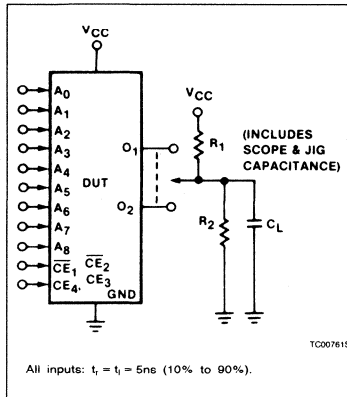 VCC
A0
A1
A2
A3
A4
A5
A6
A7
A8
CE1 CE2
CE4, CE3
GND
DUT
O1
O2
VCC
R1
(INCLUDES
SCOPE & JIG
CAPACITANCE)
R2
CL
TC00761S
All inputs: tr = tf = 5ns (10% to 90%).